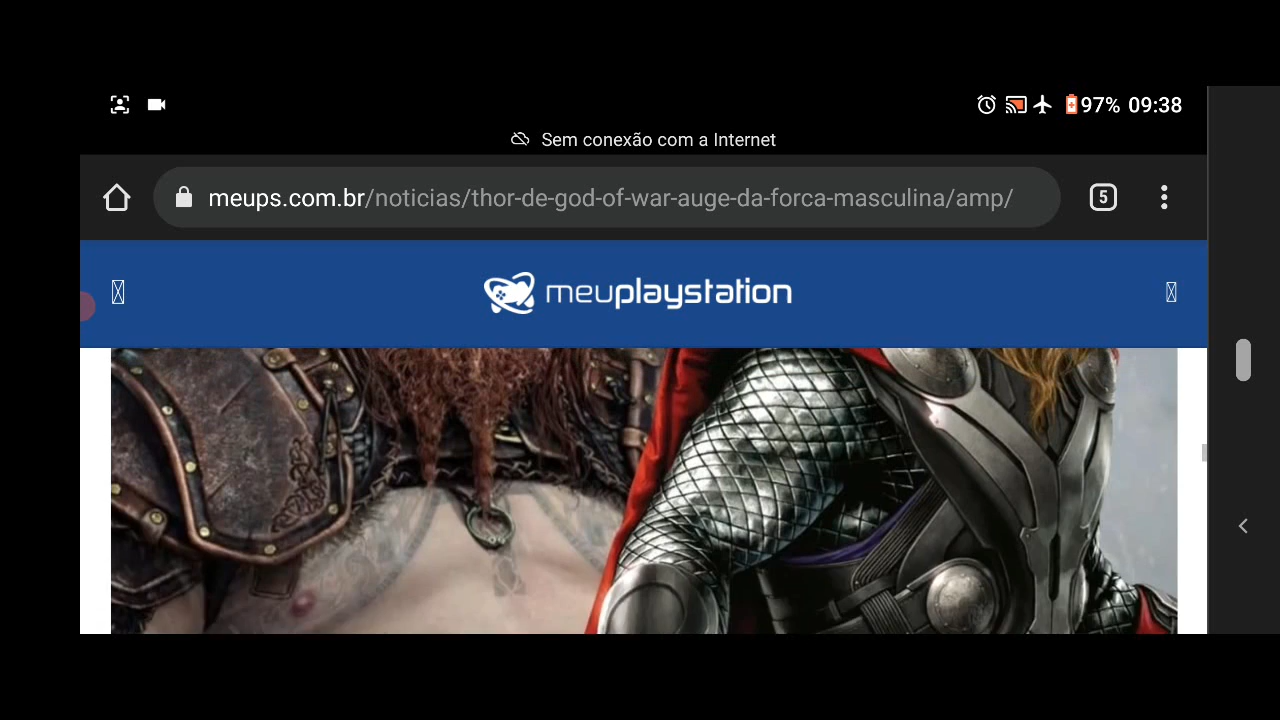 97% 09:38
Sem conexão com a Internet
meups.com.br/noticias/thor-de-god-of-war-auge-da-forca-masculina/amp/
5
meuplaystation